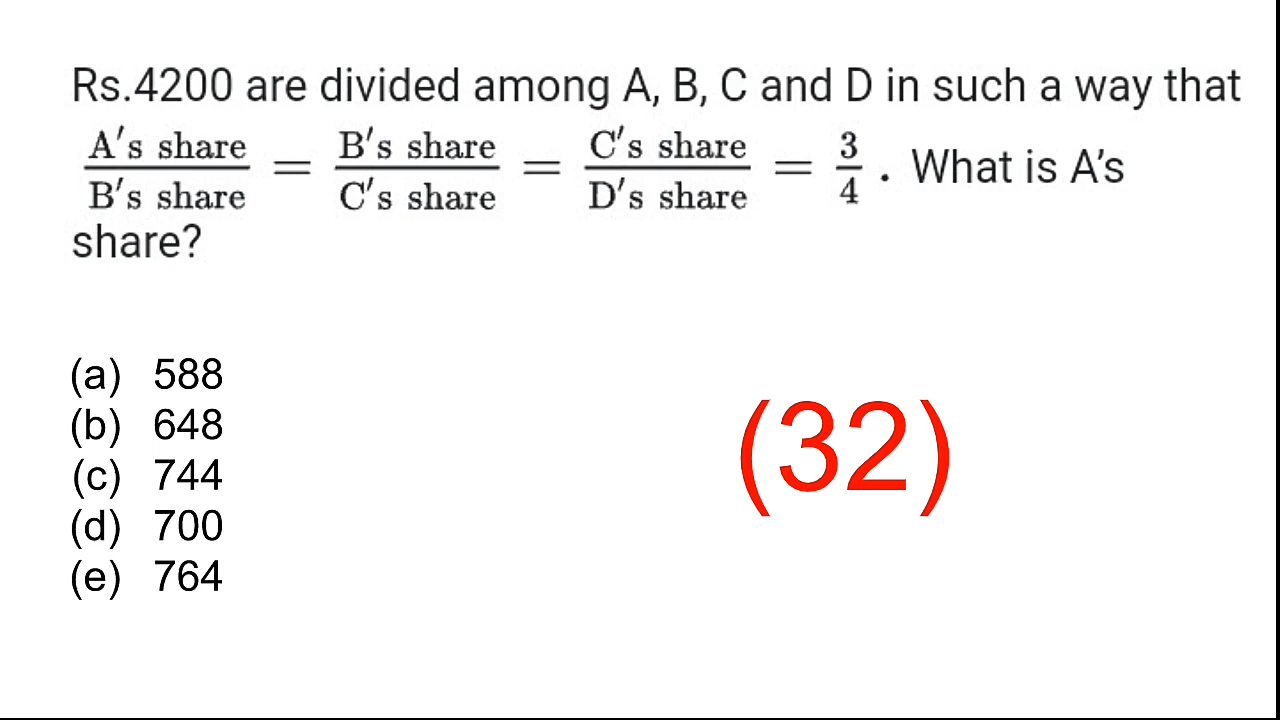 Rs.4200 are divided among A, B, C and D in such a way that
A′s share / B′s share = B′s share / C′s share = C′s share / D′s share = 3/4 . What is A’s
share?
(a) 588
(b) 648
(c) 744
(d) 700
(e) 764
(32)